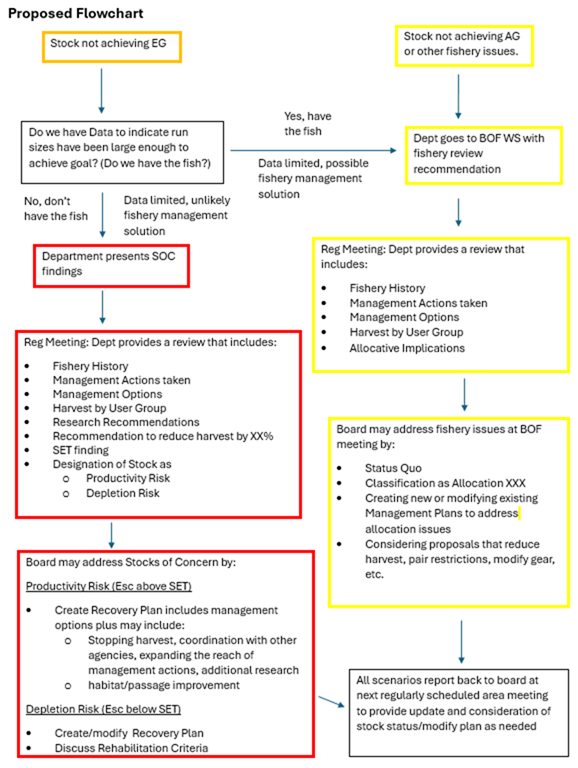 Proposed Flowchart
Stock not achieving EG
Stock not achieving AG
or other fishery issues.
Do we have Data to indicate run
sizes have been large enough to
achieve goal? (Do we have the fish?)
Yes, have
the fish
Data limited, possible
fishery management
solution
Dept goes to BOF WS with
fishery review
recommendation
No, don't
have the fish
Data limited, unlikely
fishery management
solution
Department presents SOC
findings
Reg Meeting: Dept provides a review that
includes:
• Fishery History
• Management Actions taken
• Management Options
• Harvest by User Group
• Allocative Implications
Reg Meeting: Dept provides a review that includes:
• Fishery History
• Management Actions taken
• Management Options
• Harvest by User Group
• Research Recommendations
• Recommendation to reduce harvest by XX%
• SET finding
• Designation of Stock as
o Productivity Risk
o Depletion Risk
Board may address fishery issues at BOF
meeting by:
• Status Quo
• Classification as Allocation XXX
• Creating new or modifying existing
Management Plans to address
allocation issues
• Considering proposals that reduce
harvest, pair restrictions, modify gear,
etc.
Board may address Stocks of Concern by:
Productivity Risk (Esc above SET)
• Create Recovery Plan includes management
options plus may include:
o Stopping harvest, coordination with other
agencies, expanding the reach of
management actions, additional research
o habitat/passage improvement
Depletion Risk (Esc below SET)
• Create/modify Recovery Plan
• Discuss Rehabilitation Criteria
All scenarios report back to board at
next regularly scheduled area meeting
to provide update and consideration of
stock status/modify plan as needed